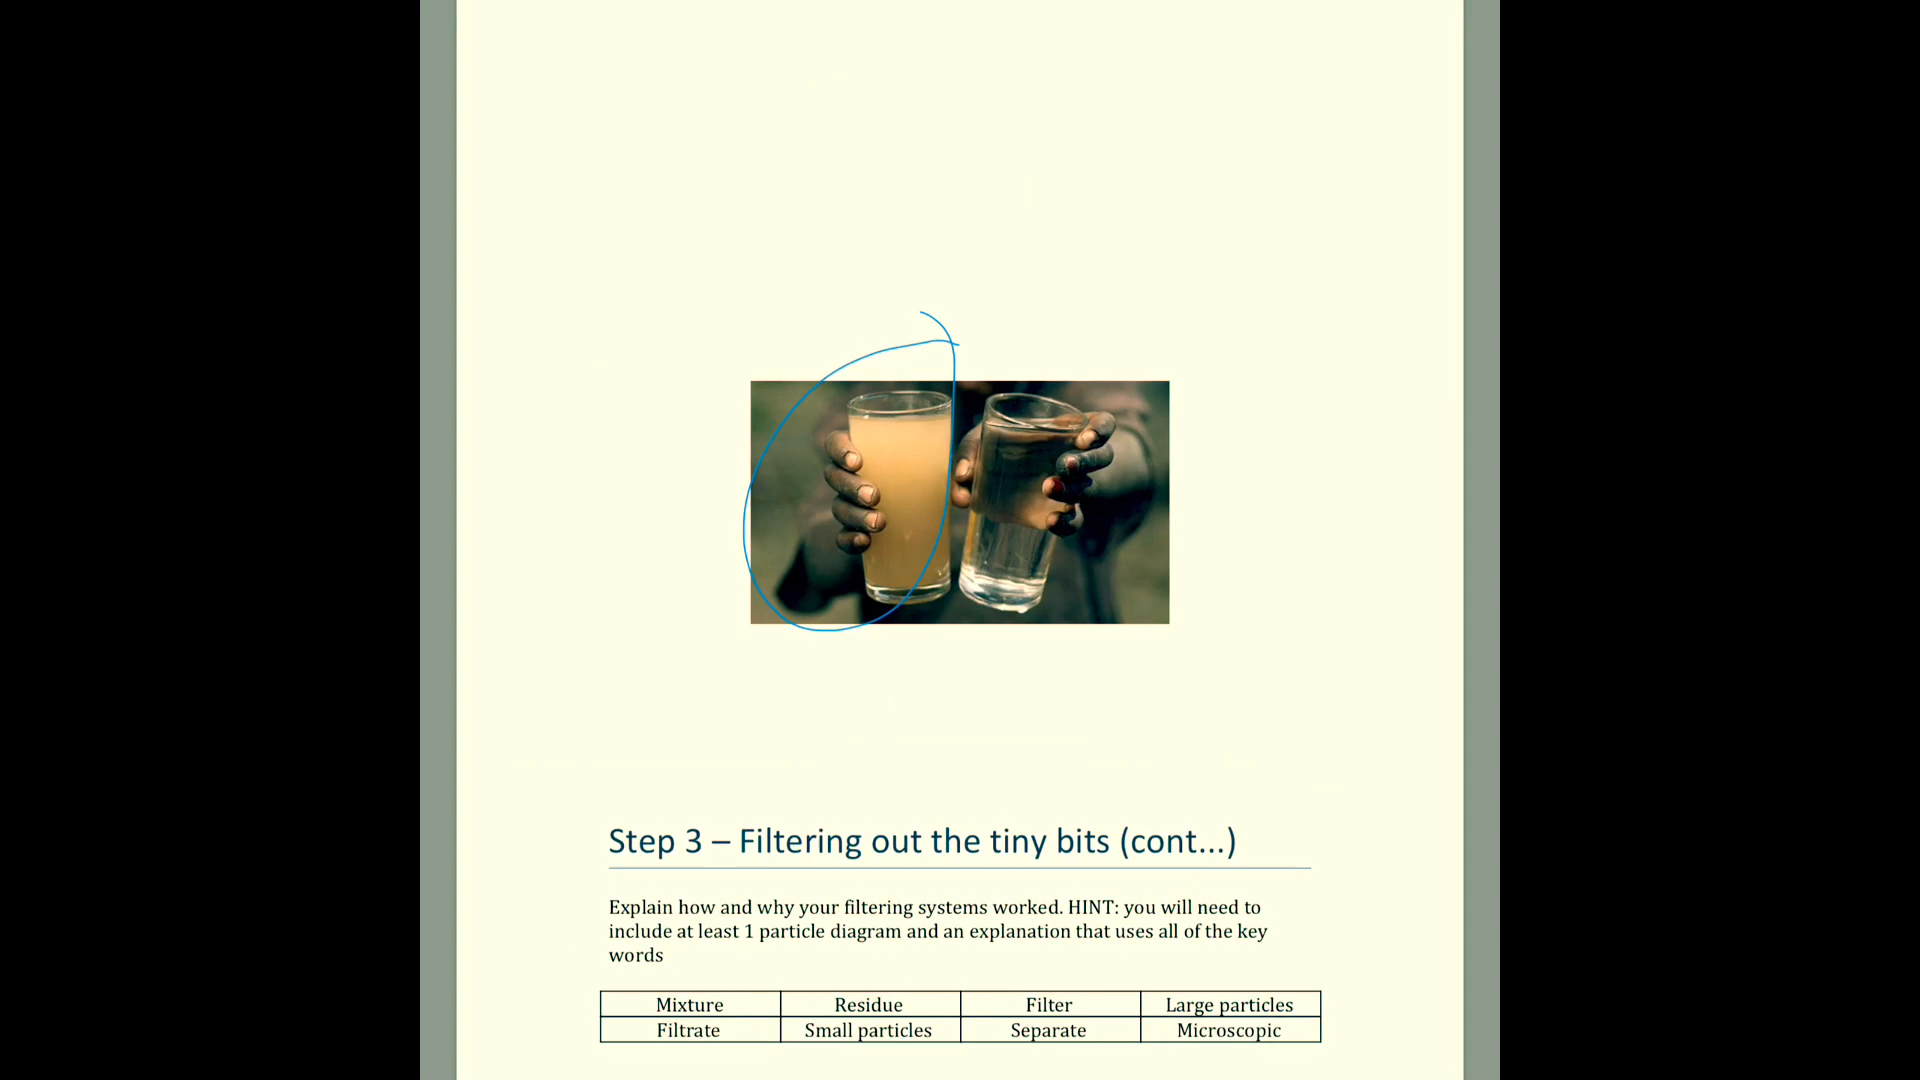 Step 3 – Filtering out the tiny bits (cont...)
Explain how and why your filtering systems worked. HINT: you will need to
include at least 1 particle diagram and an explanation that uses all of the key
words
Mixture Residue Filter Large particles
Filtrate Small particles Separate Microscopic